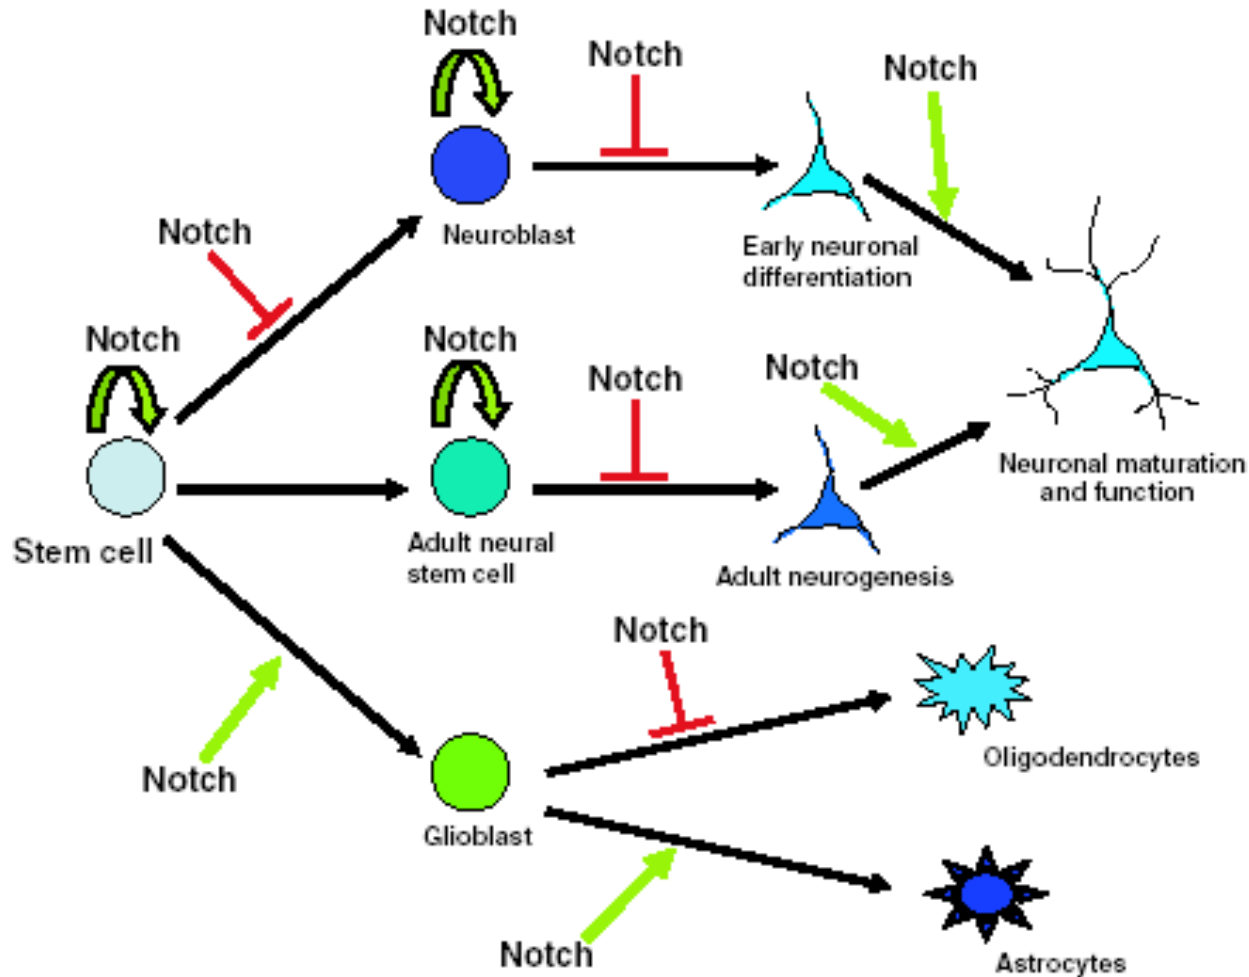 Notch
Notch
Notch
Neuroblast
Notch
Early neuronal
differentiation
Notch
Notch
Notch
Notch
Neuronal maturation
and function
Stem cell
Adult neural
stem cell
Adult neurogenesis
Notch
Notch
Oligodendrocytes
Glioblast
Notch
Astrocytes